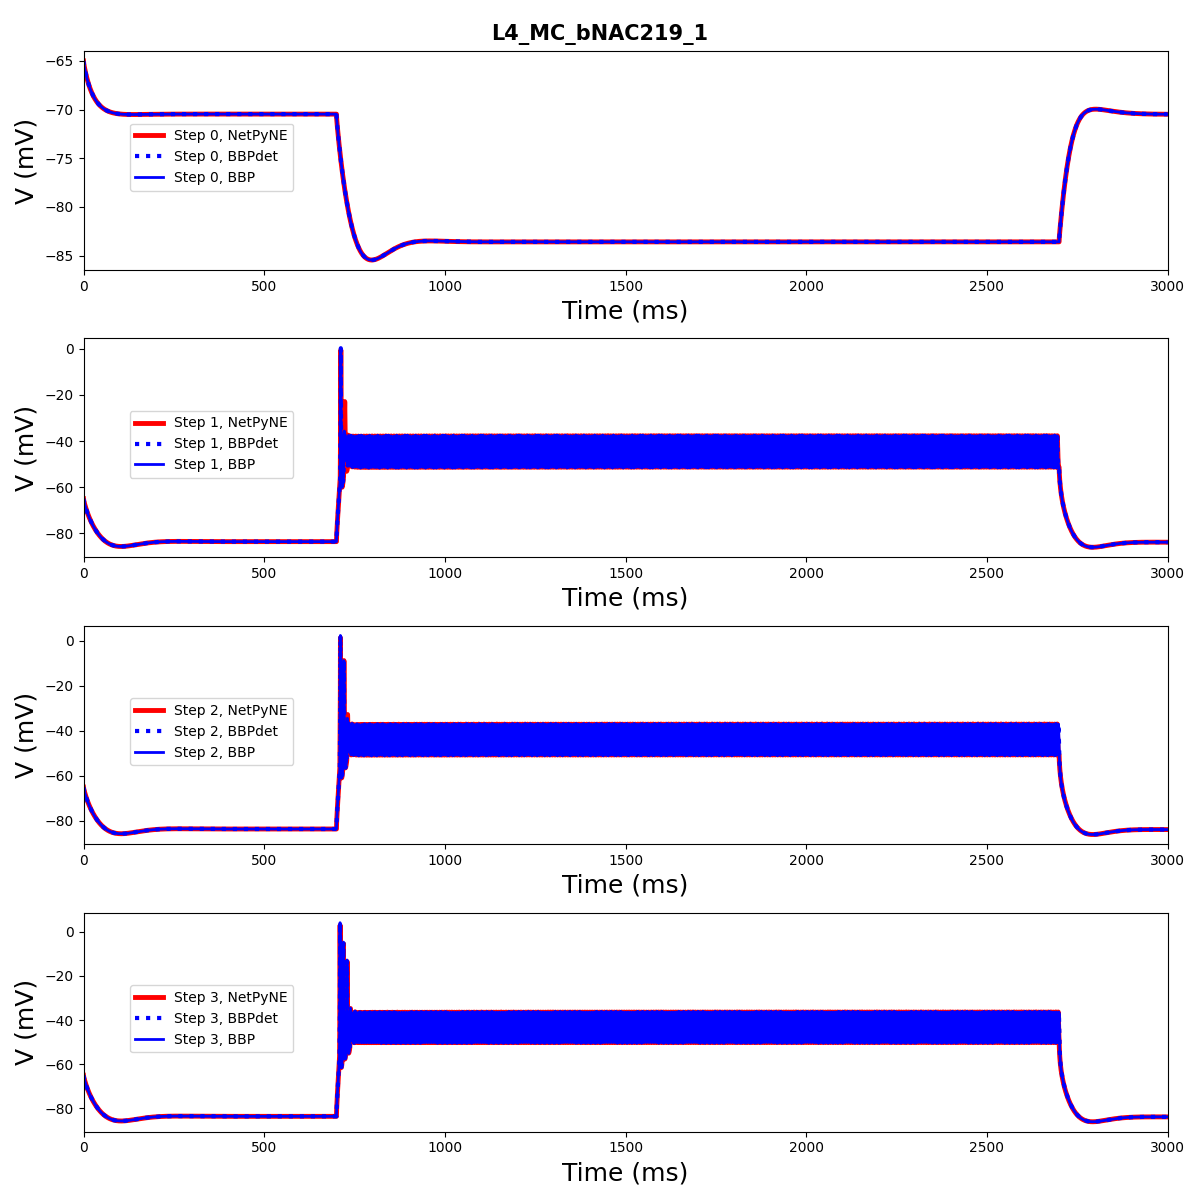 L4_MC_bNAC219_1
−65
−70
−75
−80
−85
V (mV)
Step 0, NetPyNE
Step 0, BBPdet
Step 0, BBP
0 500 1000 1500 2000 2500 3000
Time (ms)
0
−20
−40
−60
−80
V (mV)
Step 1, NetPyNE
Step 1, BBPdet
Step 1, BBP
0 500 1000 1500 2000 2500 3000
Time (ms)
0
−20
−40
−60
−80
V (mV)
Step 2, NetPyNE
Step 2, BBPdet
Step 2, BBP
0 500 1000 1500 2000 2500 3000
Time (ms)
0
−20
−40
−60
−80
V (mV)
Step 3, NetPyNE
Step 3, BBPdet
Step 3, BBP
0 500 1000 1500 2000 2500 3000
Time (ms)